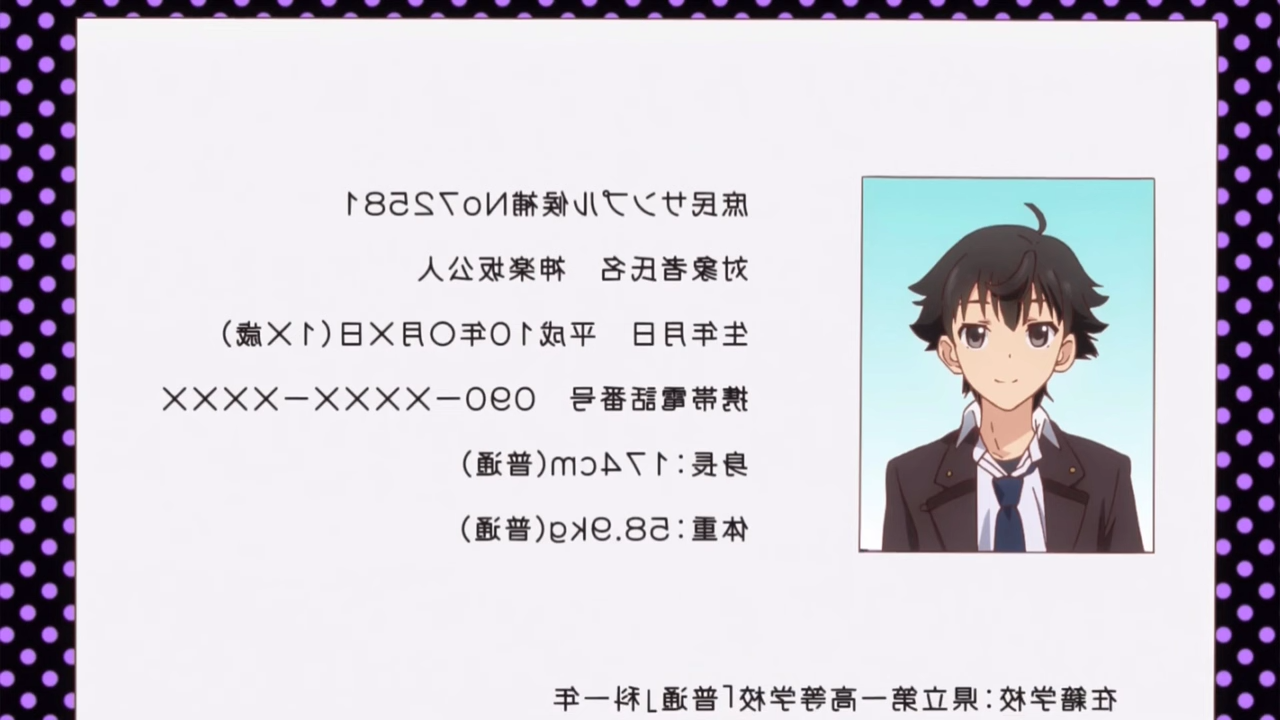 庶民サンプル候補No72581
対象者氏名　神楽坂公人
生年月日　平成10年〇月×日(1×歳)
携帯電話番号　090－××××－××××
身長：174cm(普通)
体重：58.9kg(普通)
在籍学校：県立第一高等学校「普通」科一年